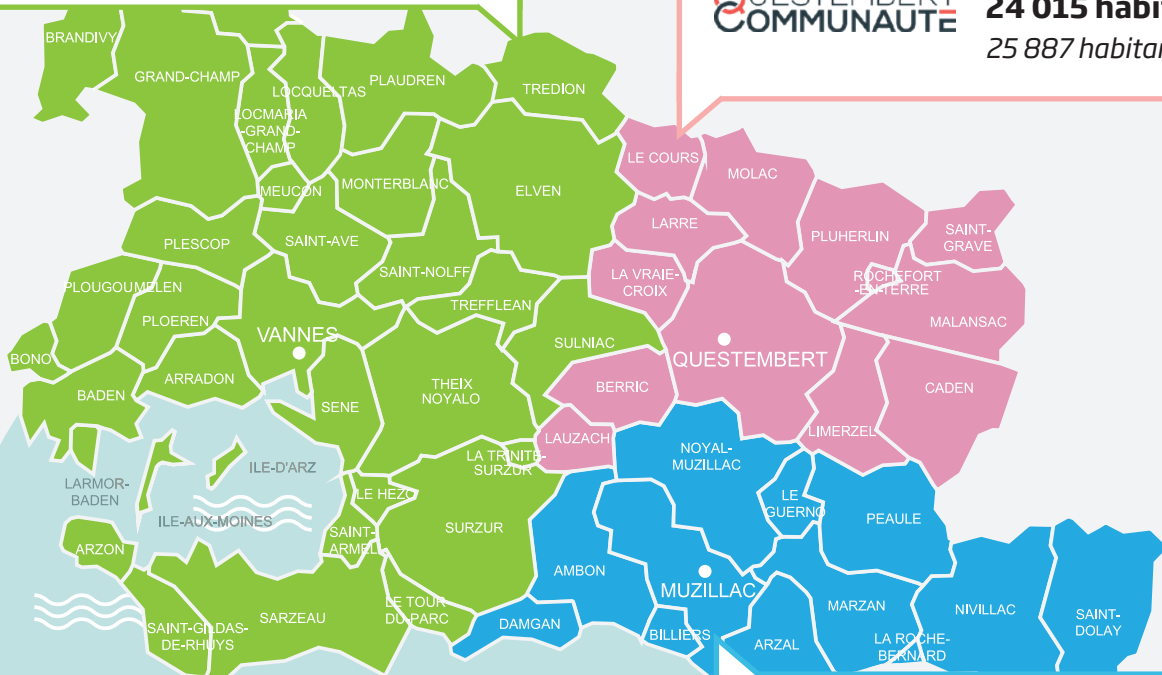 QUESTEMBERT
COMMUNAUTÉ
24 015
25 887
BRANDIVY
GRAND-CHAMP
LOCQUELTAS
PLAUDREN
TREDION
LOCMARIA
-GRAND-
CHAMP
MEUCON
MONTERBLANC
ELVEN
LE COURS
MOLAC
PLESCOP
SAINT-AVE
LARRE
PLUHERLIN
SAINT-
GRAVE
SAINT-NOLFF
LA VRAIE-
CROIX
ROCHEFORT
-EN-TERRE
PLOUGOUMELEN
PLOEREN
TREFFLEAN
MALANSAC
VANNES
SULNIAC
QUESTEMBERT
BONO
BADEN
ARRADON
SENE
THEIX
NOYALO
BERRIC
CADEN
LIMERZEL
LAUZACH
LA TRINITE-
SURZUR
NOYAL-
MUZILLAC
LARMOR-
BADEN
ILE-D'ARZ
ILE-AUX-MOINES
LE HEZO
SAINT-
ARMEL
SURZUR
LE
GUERNO
PEAULE
ARZON
AMBON
MUZILLAC
SAINT-GILDAS-
DE-RHUYS
SARZEAU
LE TOUR-
DU-PARC
DAMGAN
BILLIERS
ARZAL
MARZAN
LA ROCHE-
BERNARD
NIVILLAC
SAINT-
DOLAY